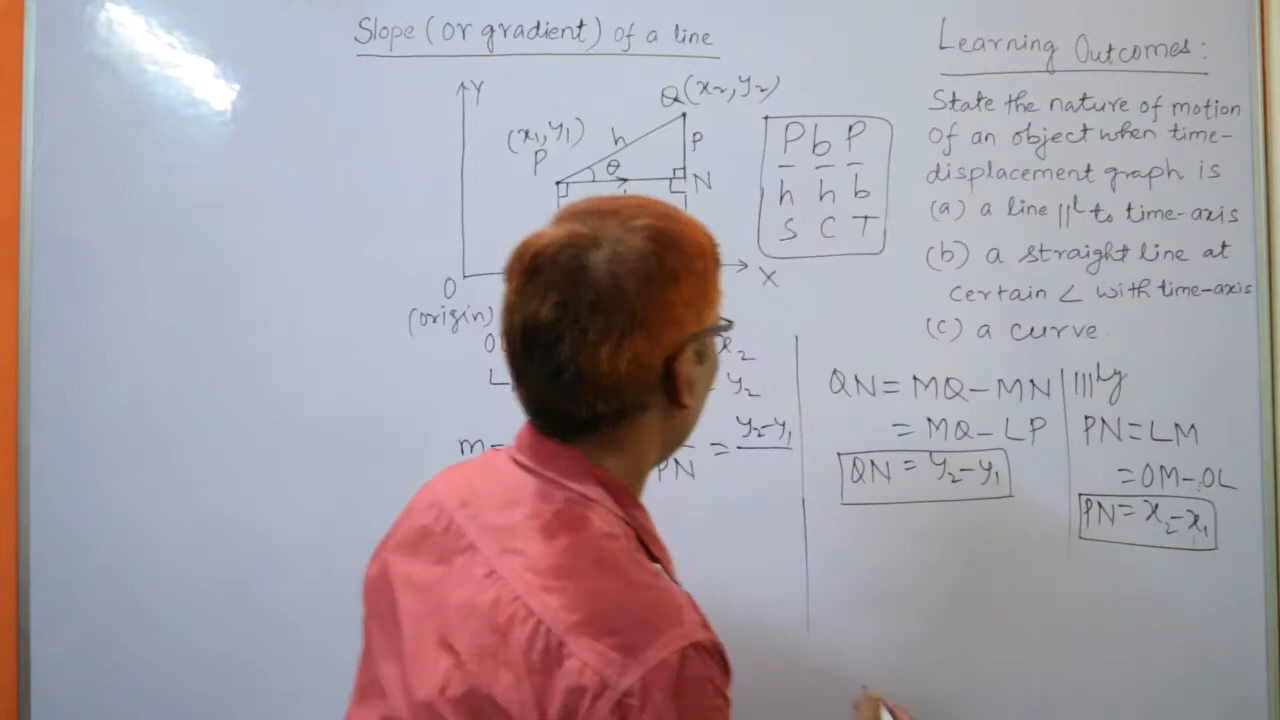 Slope (or gradient) of a line
Y
Q(x2, y2)
(x1, y1)
P
h
P
θ
N
O
X
(origin)
x2
y2
m
PN
= y2-y1
P b P
h h b
S C T
Learning Outcomes:
State the nature of motion
of an object when time-
displacement graph is
(a) a line ||L to time-axis
(b) a straight line at
certain ∠ with time-axis
(c) a curve.
QN = MQ - MN
= MQ - LP
QN = y2 - y1
|||ly
PN = LM
= OM - OL
PN = x2 - x1